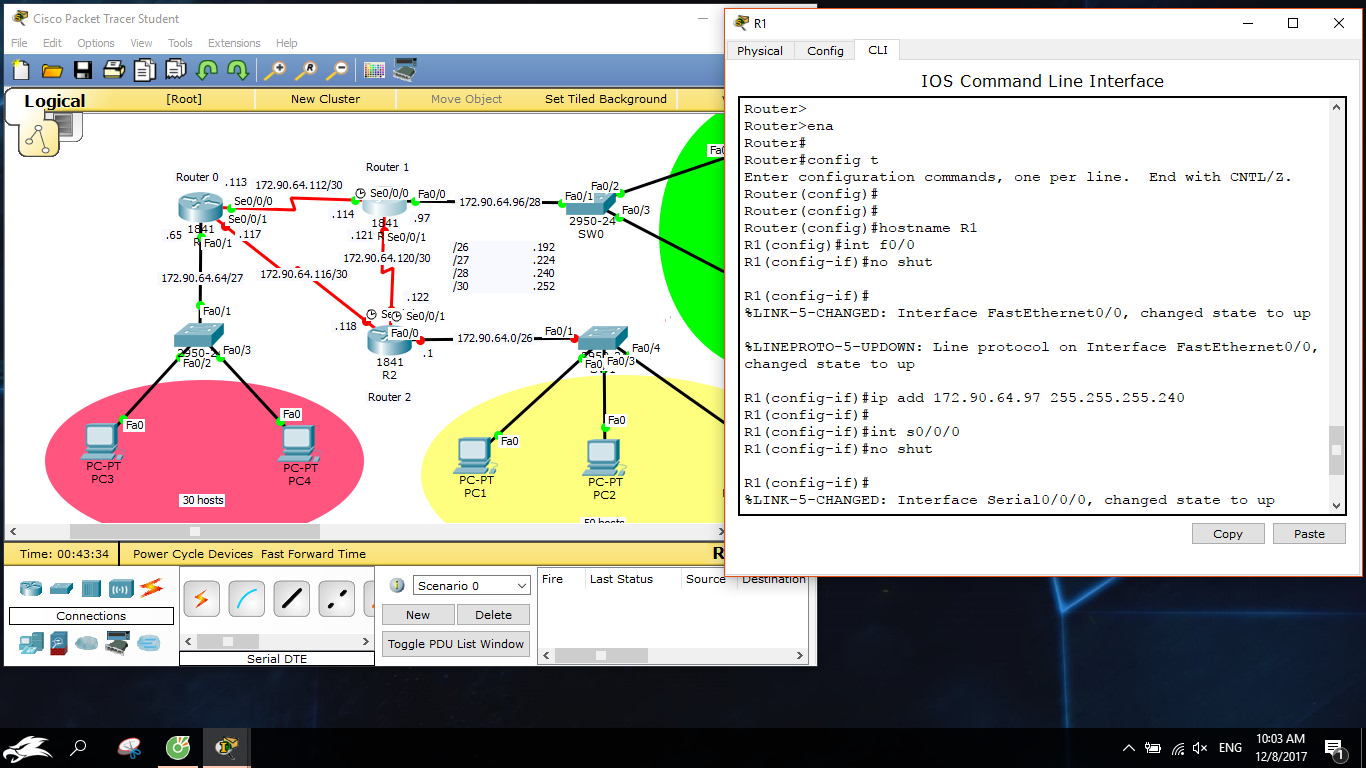 Cisco Packet Tracer Student
File Edit Options View Tools Extensions Help
Logical
[Root] New Cluster Move Object Set Tiled Background
Router 0
.113
172.90.64.112/30
Se0/0/0
Se0/0/1
1841
.117
.65
Fa0/1
172.90.64.64/27
Fa0/1
Fa0/3
Fa0/2
Router 1
Se0/0/0
Fa0/0
.114
.97
1841
.121
Se0/0/1
172.90.64.120/30
172.90.64.116/30
172.90.64.96/28
Fa0/1
Fa0/2
Fa0/3
2950-24
SW0
/26 .192
/27 .224
/28 .240
/30 .252
.122
Se0/0/1
.118
Fa0/0
.1
1841
R2
Router 2
172.90.64.0/26
Fa0/1
Fa0/4
Fa0/3
Fa0
Fa0
PC-PT
PC3
Fa0
PC-PT
PC4
30 hosts
Fa0
PC-PT
PC1
Fa0
PC-PT
PC2
50 hosts
Time: 00:43:34 Power Cycle Devices Fast Forward Time
Connections
Serial DTE
Scenario 0
New Delete
Toggle PDU List Window
Fire Last Status Source Destination
R1
Physical Config CLI
IOS Command Line Interface
Router>
Router>ena
Router#
Router#config t
Enter configuration commands, one per line. End with CNTL/Z.
Router(config)#
Router(config)#
Router(config)#hostname R1
R1(config)#int f0/0
R1(config-if)#no shut
R1(config-if)#
%LINK-5-CHANGED: Interface FastEthernet0/0, changed state to up
%LINEPROTO-5-UPDOWN: Line protocol on Interface FastEthernet0/0,
changed state to up
R1(config-if)#ip add 172.90.64.97 255.255.255.240
R1(config-if)#
R1(config-if)#int s0/0/0
R1(config-if)#no shut
R1(config-if)#
%LINK-5-CHANGED: Interface Serial0/0/0, changed state to up
Copy Paste
ENG
10:03 AM
12/8/2017
1